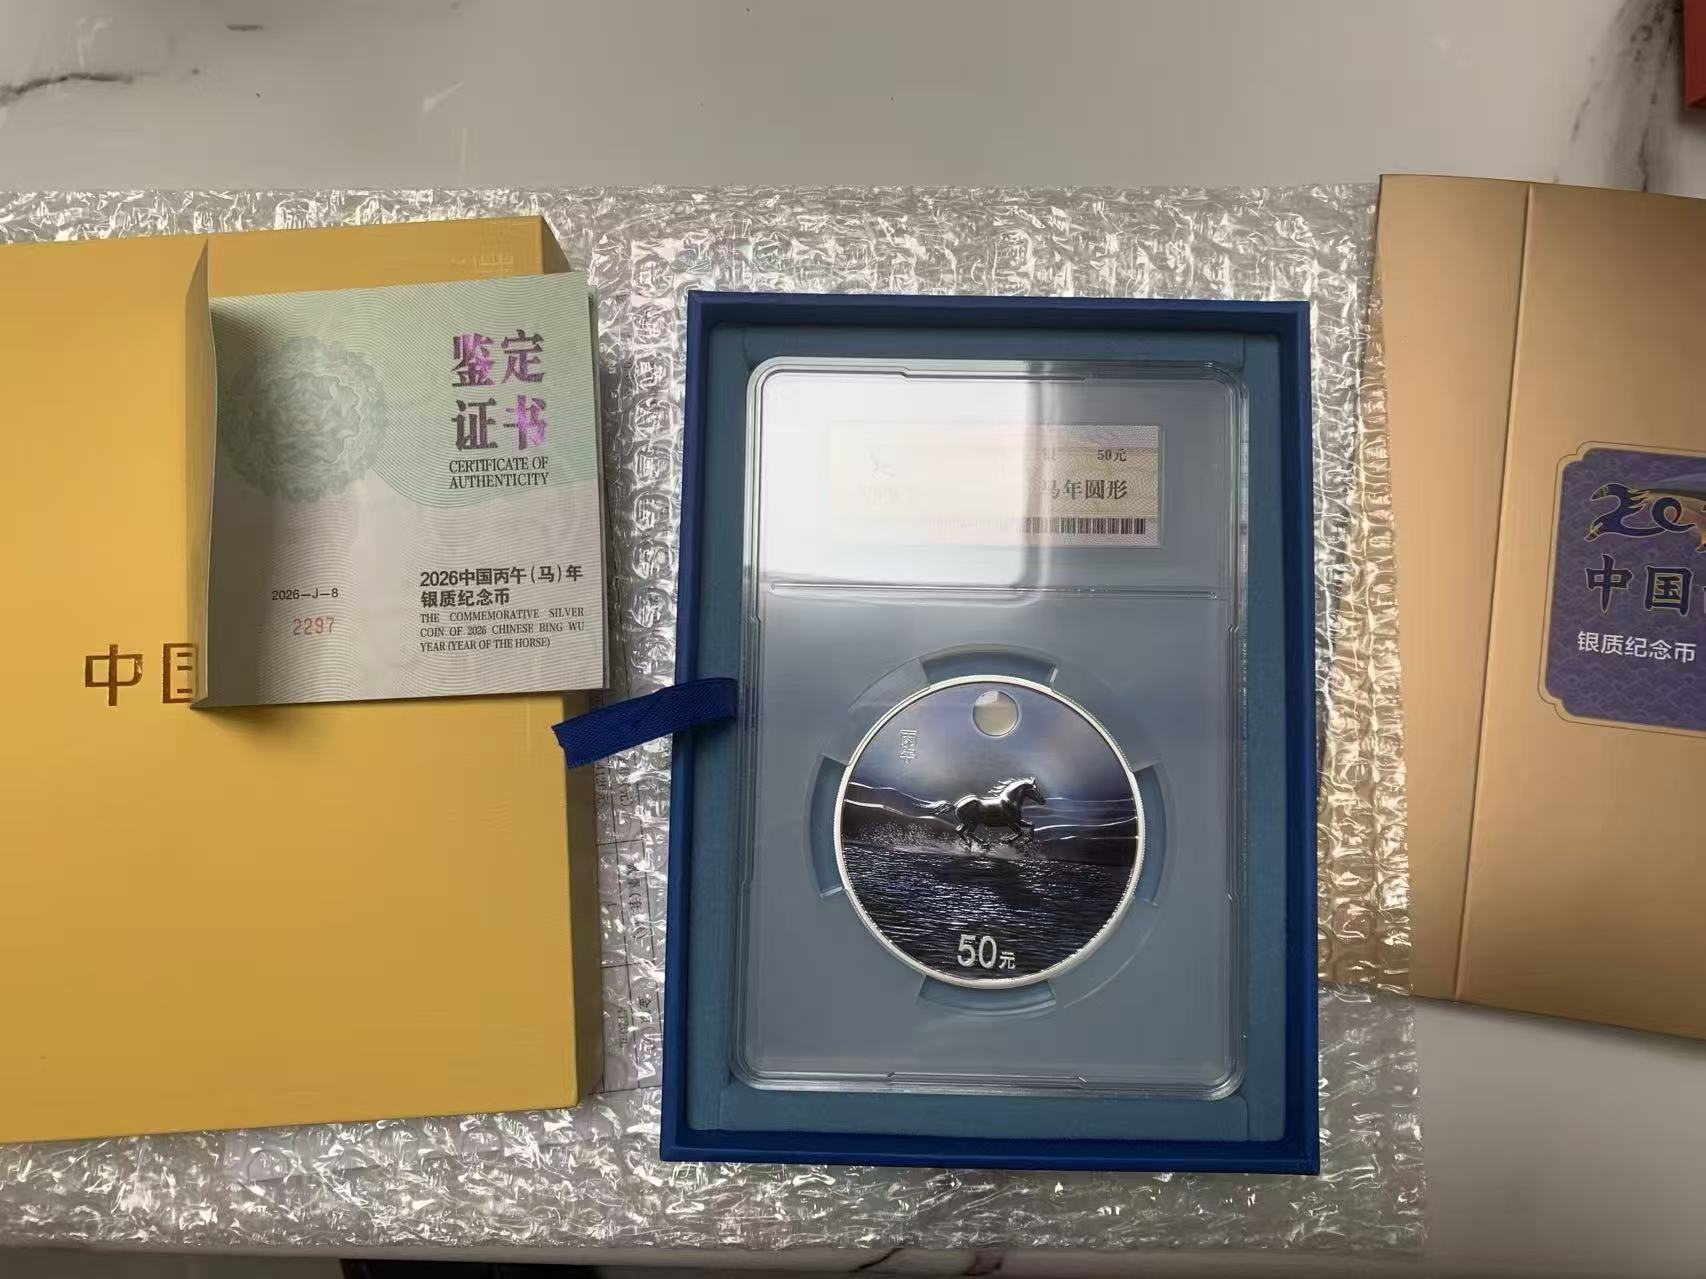 中国
鉴定
证书
CERTIFICATE OF
AUTHENTICITY
2026—J—8
2297
2026中国丙午(马)年
银质纪念币
THE COMMEMORATIVE SILVER
COIN OF 2026 CHINESE BING WU
YEAR (YEAR OF THE HORSE)
50元
马年圆形
50元
中国
银质纪念币